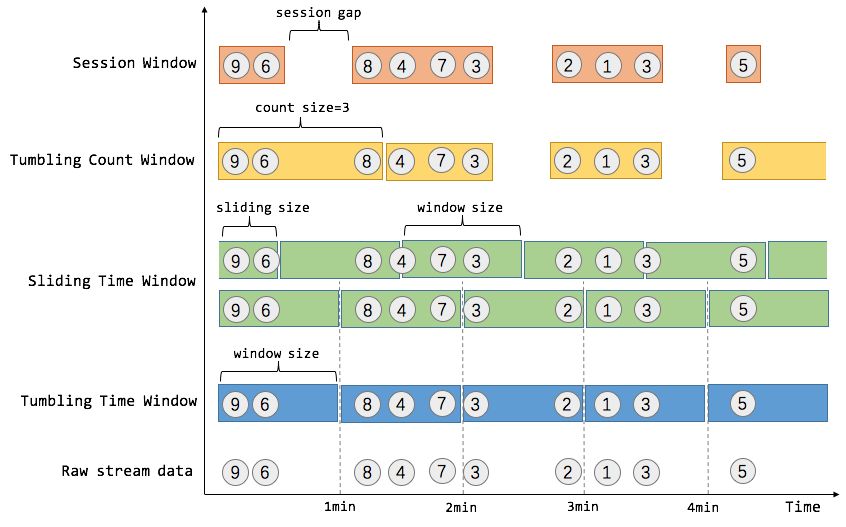 session gap
Session Window
9 6 8 4 7 3 2 1 3 5
count size=3
Tumbling Count Window
9 6 8 4 7 3 2 1 3 5
sliding size
window size
9 6 8 4 7 3 2 1 3 5
Sliding Time Window
9 6 8 4 7 3 2 1 3 5
window size
Tumbling Time Window
9 6 8 4 7 3 2 1 3 5
Raw stream data
9 6 8 4 7 3 2 1 3 5
1min 2min 3min 4min Time